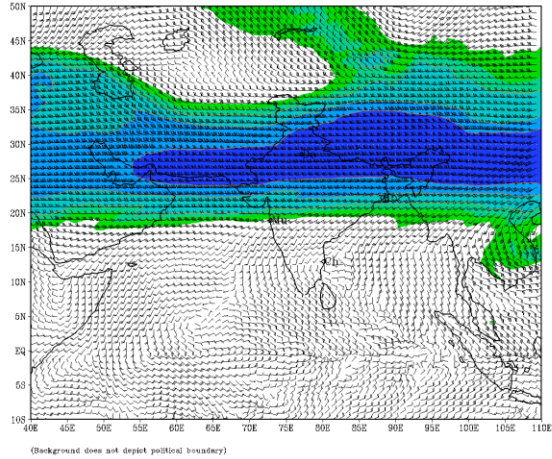 50N
45N
40N
35N
30N
25N
20N
15N
10N
5N
EQ
5S
10S
40E 45E 50E 55E 60E 65E 70E 75E 80E 85E 90E 95E 100E 105E 110E
(Background does not depict political boundary)